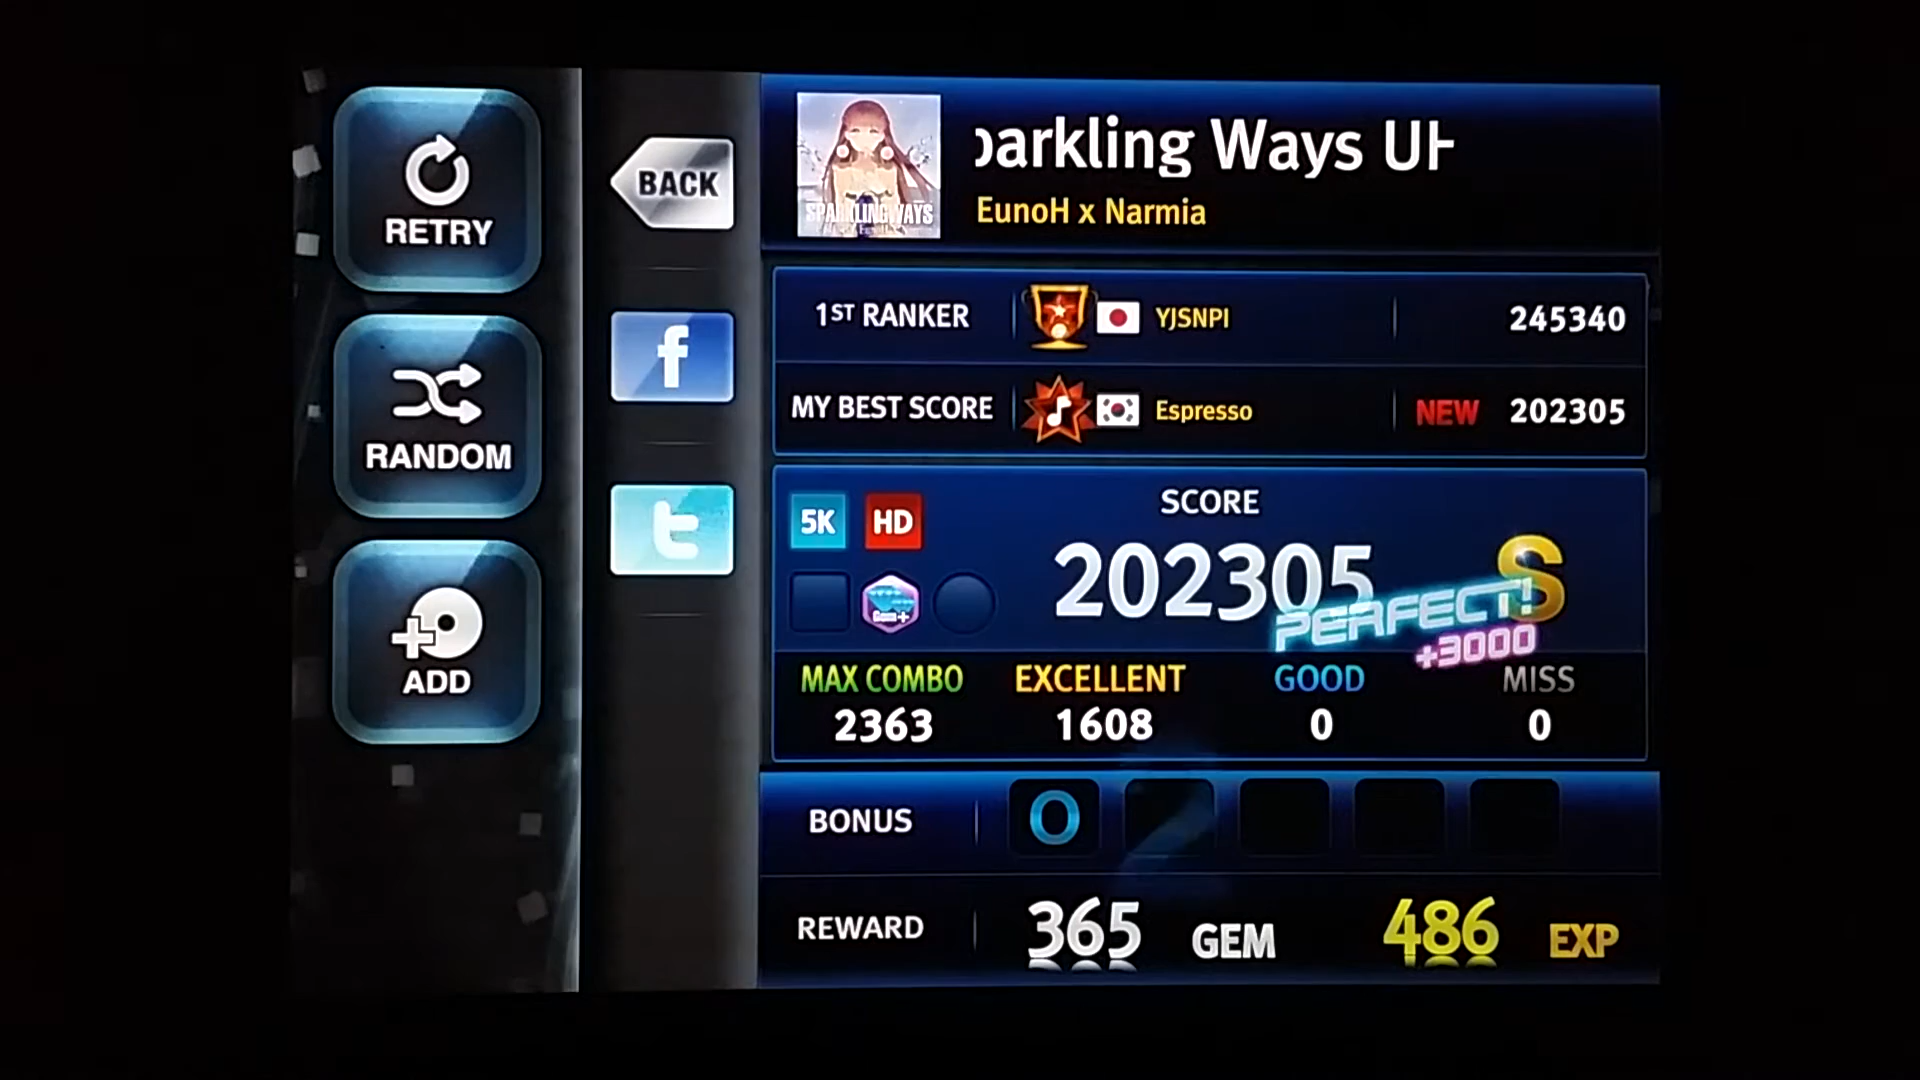 RETRY
RANDOM
ADD
BACK
f
t
SPARKLING WAYS
parkling Ways UH
EunoH x Narmia
1ST RANKER YJSNPI 245340
MY BEST SCORE Espresso NEW 202305
5K HD
Gem+
SCORE
202305 S
PERFECT!
+3000
MAX COMBO EXCELLENT GOOD MISS
2363 1608 0 0
BONUS O
REWARD 365 GEM 486 EXP